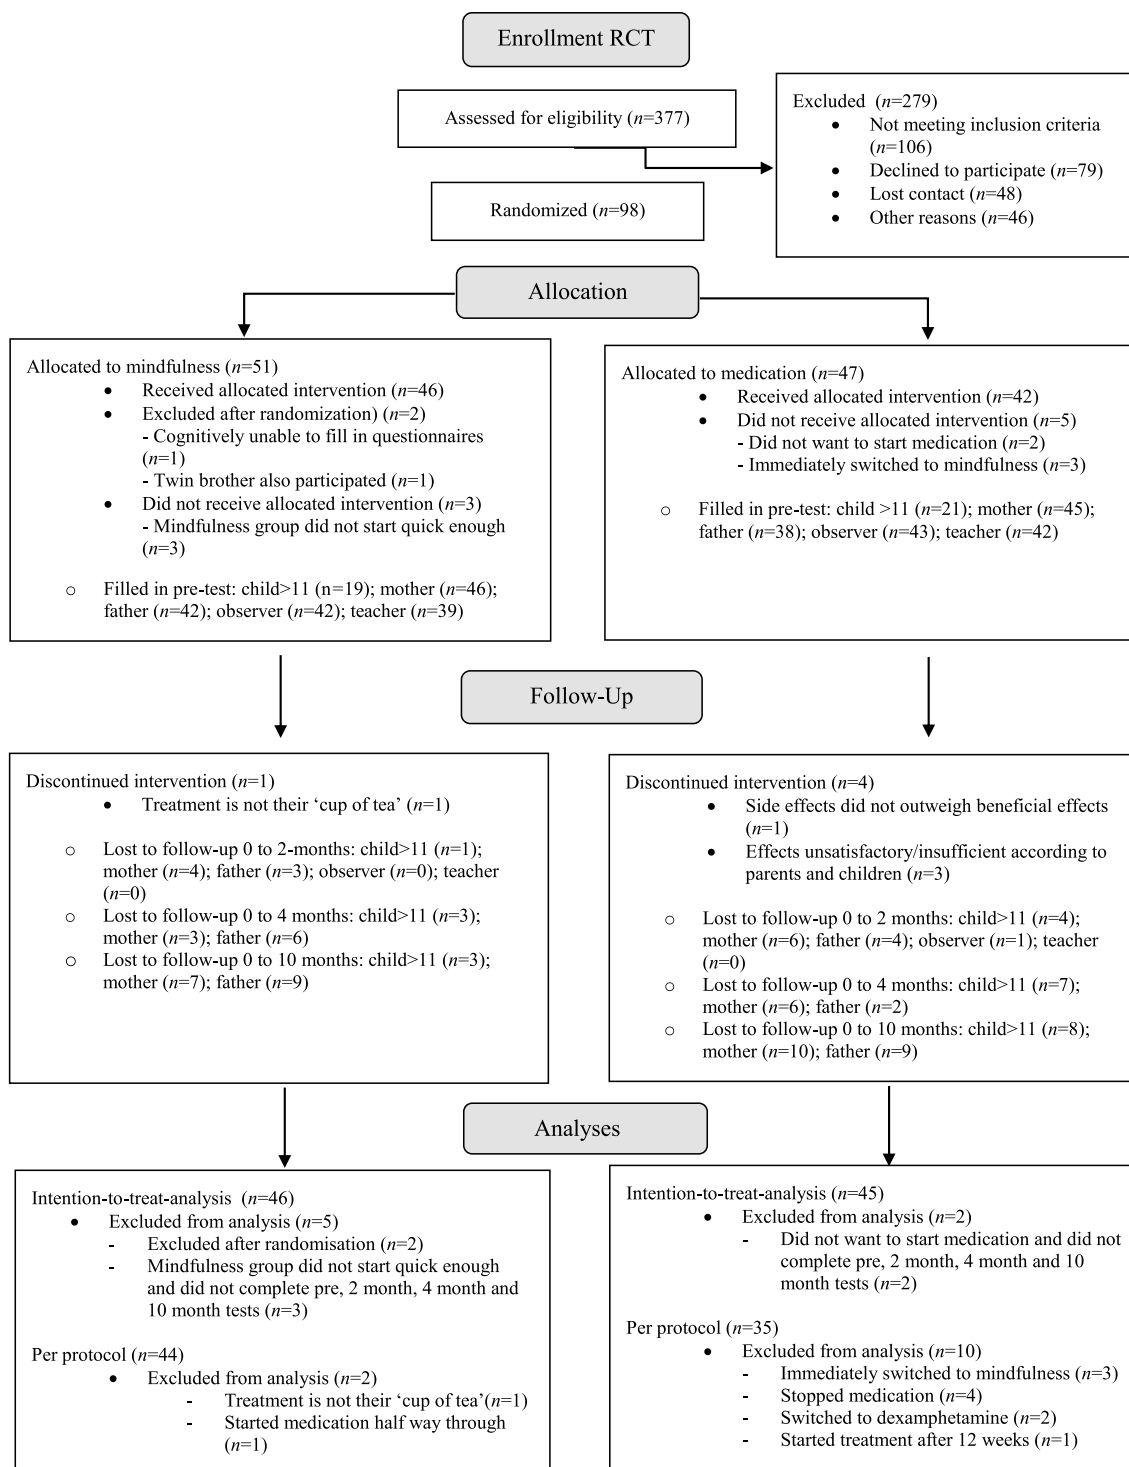 Enrollment RCT
Assessed for eligibility (n=377)
Excluded (n=279)
• Not meeting inclusion criteria
(n=106)
• Declined to participate (n=79)
• Lost contact (n=48)
• Other reasons (n=46)
Randomized (n=98)
Allocation
Allocated to mindfulness (n=51)
• Received allocated intervention (n=46)
• Excluded after randomization) (n=2)
- Cognitively unable to fill in questionnaires
(n=1)
- Twin brother also participated (n=1)
• Did not receive allocated intervention (n=3)
- Mindfulness group did not start quick enough
(n=3)
o Filled in pre-test: child>11 (n=19); mother (n=46);
father (n=42); observer (n=42); teacher (n=39)
Allocated to medication (n=47)
• Received allocated intervention (n=42)
• Did not receive allocated intervention (n=5)
- Did not want to start medication (n=2)
- Immediately switched to mindfulness (n=3)
o Filled in pre-test: child >11 (n=21); mother (n=45);
father (n=38); observer (n=43); teacher (n=42)
Follow-Up
Discontinued intervention (n=1)
• Treatment is not their ‘cup of tea’ (n=1)
o Lost to follow-up 0 to 2-months: child>11 (n=1);
mother (n=4); father (n=3); observer (n=0); teacher
(n=0)
o Lost to follow-up 0 to 4 months: child>11 (n=3);
mother (n=3); father (n=6)
o Lost to follow-up 0 to 10 months: child>11 (n=3);
mother (n=7); father (n=9)
Discontinued intervention (n=4)
• Side effects did not outweigh beneficial effects
(n=1)
• Effects unsatisfactory/insufficient according to
parents and children (n=3)
o Lost to follow-up 0 to 2 months: child>11 (n=4);
mother (n=6); father (n=4); observer (n=1); teacher
(n=0)
o Lost to follow-up 0 to 4 months: child>11 (n=7);
mother (n=6); father (n=2)
o Lost to follow-up 0 to 10 months: child>11 (n=8);
mother (n=10); father (n=9)
Analyses
Intention-to-treat-analysis (n=46)
• Excluded from analysis (n=5)
- Excluded after randomisation (n=2)
- Mindfulness group did not start quick enough
and did not complete pre, 2 month, 4 month and
10 month tests (n=3)
Per protocol (n=44)
• Excluded from analysis (n=2)
- Treatment is not their ‘cup of tea’(n=1)
- Started medication half way through
(n=1)
Intention-to-treat-analysis (n=45)
• Excluded from analysis (n=2)
- Did not want to start medication and did not
complete pre, 2 month, 4 month and 10
month tests (n=2)
Per protocol (n=35)
• Excluded from analysis (n=10)
- Immediately switched to mindfulness (n=3)
- Stopped medication (n=4)
- Switched to dexamphetamine (n=2)
- Started treatment after 12 weeks (n=1)